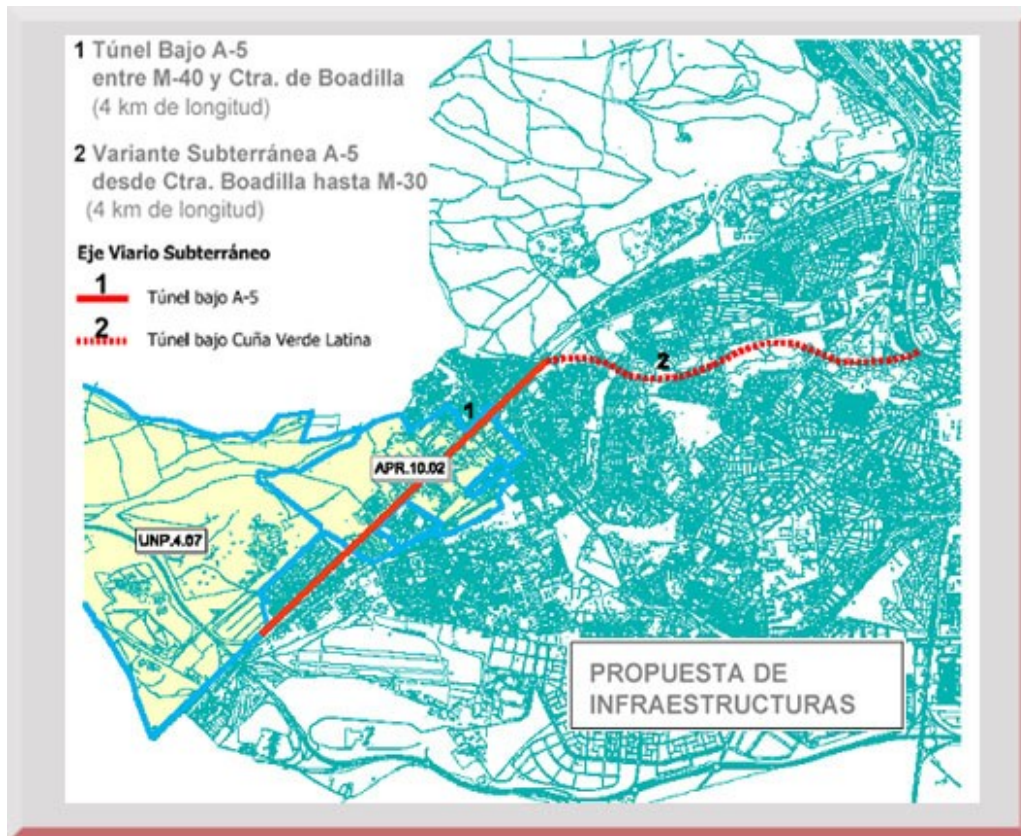 1 Túnel Bajo A-5
entre M-40 y Ctra. de Boadilla
(4 km de longitud)
2 Variante Subterránea A-5
desde Ctra. Boadilla hasta M-30
(4 km de longitud)
Eje Viario Subterráneo
1
Túnel bajo A-5
2
Túnel bajo Cuña Verde Latina
2
1
APR.10.02
UNP.4.07
PROPUESTA DE
INFRAESTRUCTURAS